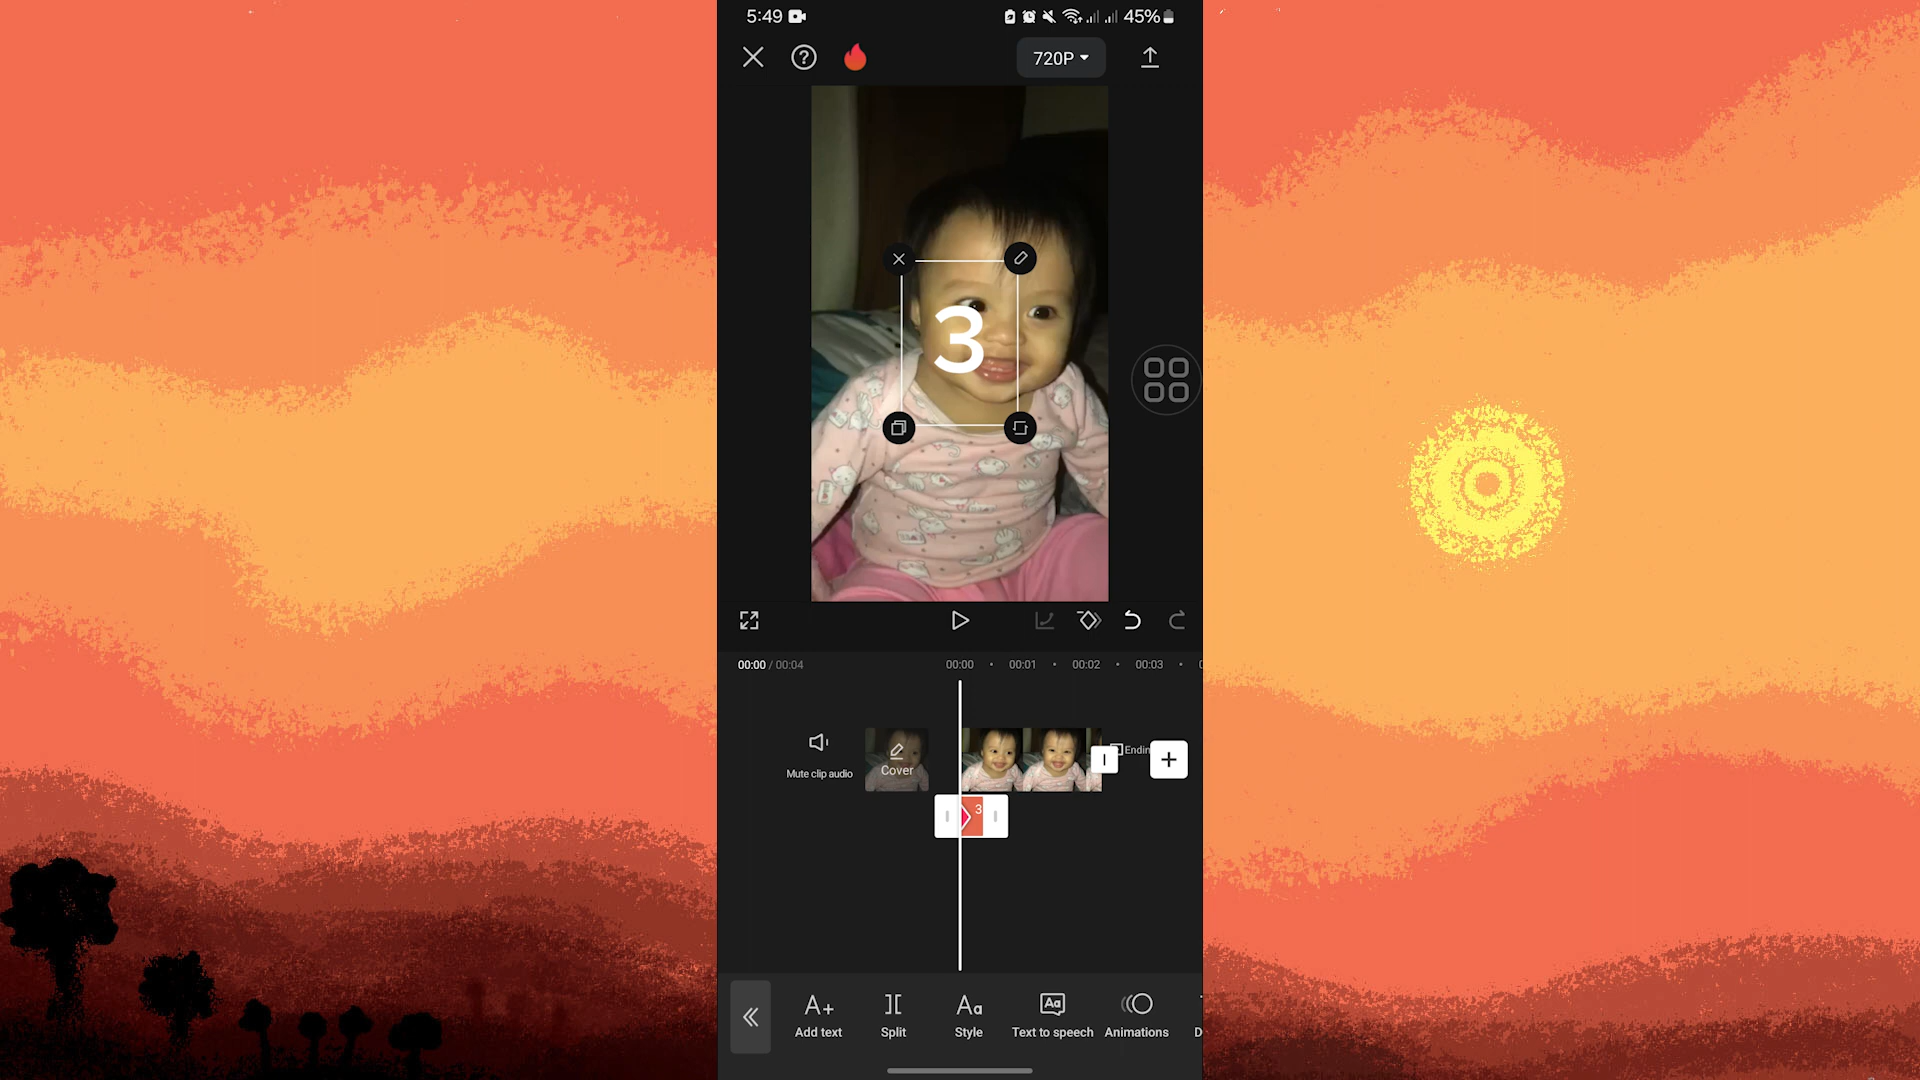 5:49
45%
720P
3
00:00 / 00:04
00:00 00:01 00:02 00:03
Mute clip audio
Cover
Endin
3
Add text
Split
Style
Text to speech
Animations
D